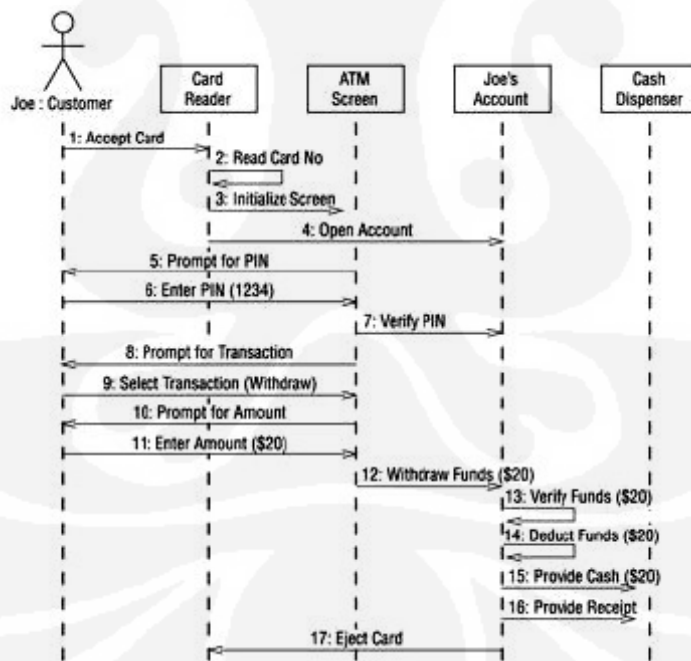 Joe : Customer
Card
Reader
ATM
Screen
Joe's
Account
Cash
Dispenser
1: Accept Card
2: Read Card No
3: Initialize Screen
4: Open Account
5: Prompt for PIN
6: Enter PIN (1234)
7: Verify PIN
8: Prompt for Transaction
9: Select Transaction (Withdraw)
10: Prompt for Amount
11: Enter Amount ($20)
12: Withdraw Funds ($20)
13: Verify Funds ($20)
14: Deduct Funds ($20)
15: Provide Cash ($20)
16: Provide Receipt
17: Eject Card